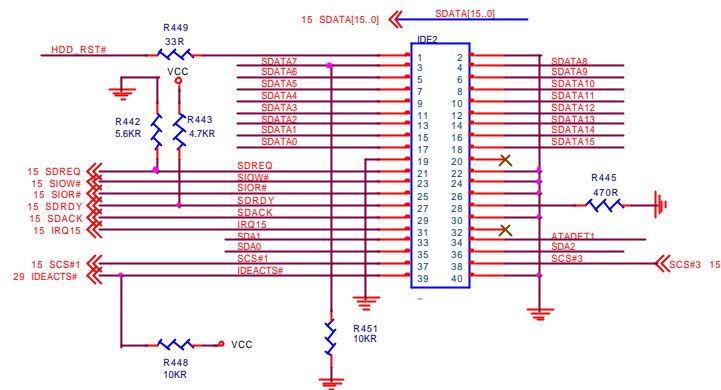 15 SDATA[15..0] SDATA[15..0]
R449
33R
IDE2
HDD_RST#
VCC
R442
5.6KR
R443
4.7KR
SDATA7 1 2
SDATA6 3 4 SDATA8
SDATA5 5 6 SDATA9
SDATA4 7 8 SDATA10
SDATA3 9 10 SDATA11
SDATA2 11 12 SDATA12
SDATA1 13 14 SDATA13
SDATA0 15 16 SDATA14
17 18 SDATA15
19 20
15 SDREQ SDREQ 21 22
15 SIOW# SIOW# 23 24
15 SIOR# SIOR# 25 26
15 SDRDY SDRDY 27 28
R445
470R
15 SDACK SDACK 29 30
15 IRQ15 IRQ15 31 32
SDA1 33 34 ATADET1
SDA0 35 36 SDA2
15 SCS#1 SCS#1 37 38 SCS#3 SCS#3 15
29 IDEACTS# IDEACTS# 39 40
R451
10KR
VCC
R448
10KR